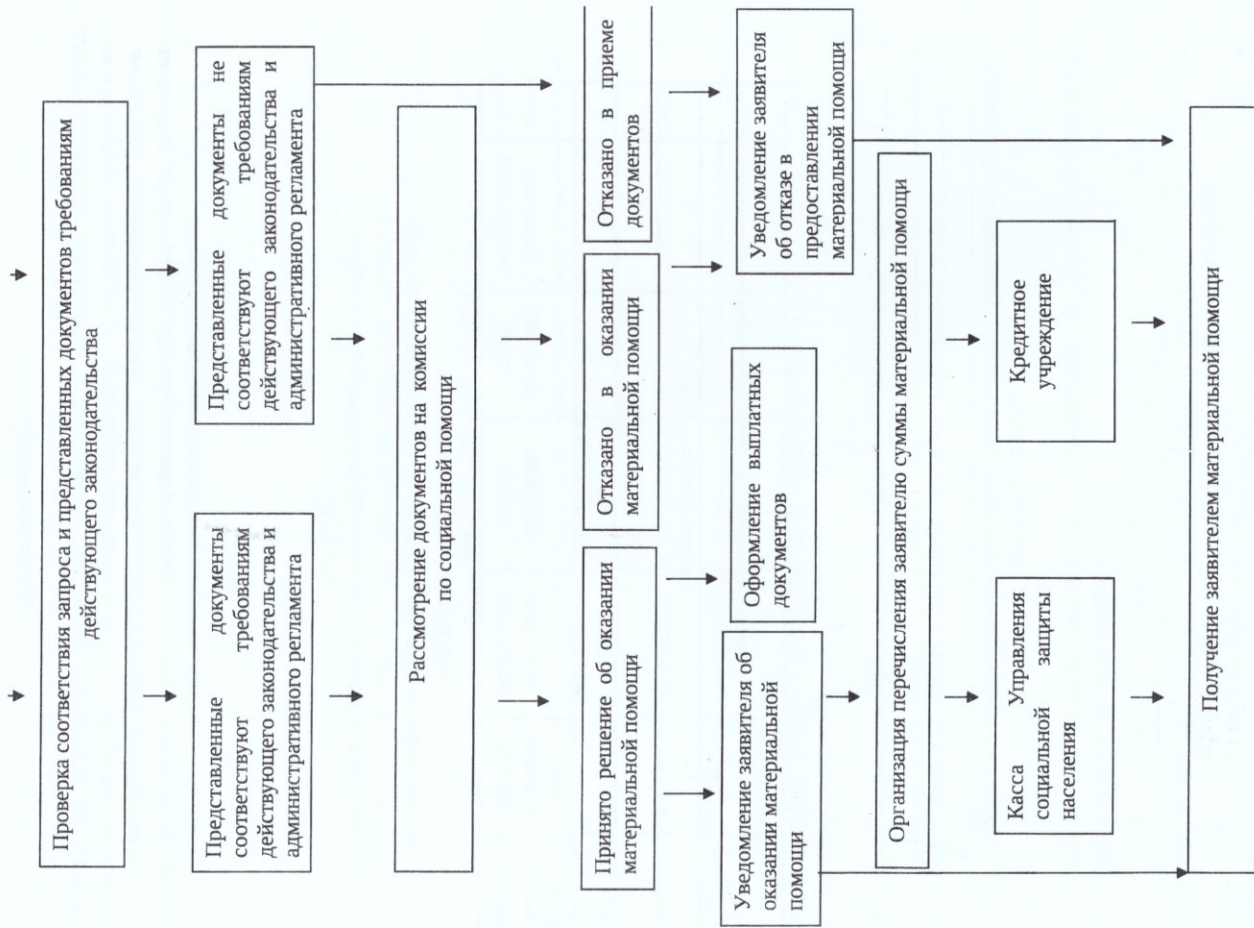 Проверка соответствия запроса и представленных документов требованиям
действующего законодательства
Представленные документы
соответствуют требованиям
действующего законодательства и
административного регламента
Представленные документы не
соответствуют требованиям
действующего законодательства и
административного регламента
Рассмотрение документов на комиссии
по социальной помощи
Принято решение об оказании
материальной помощи
Отказано в оказании
материальной помощи
Отказано в приеме
документов
Уведомление заявителя об
оказании материальной
помощи
Оформление выплатных
документов
Уведомление заявителя
об отказе в
предоставлении
материальной помощи
Организация перечисления заявителю суммы материальной помощи
Касса Управления
социальной защиты
населения
Кредитное
учреждение
Получение заявителем материальной помощи